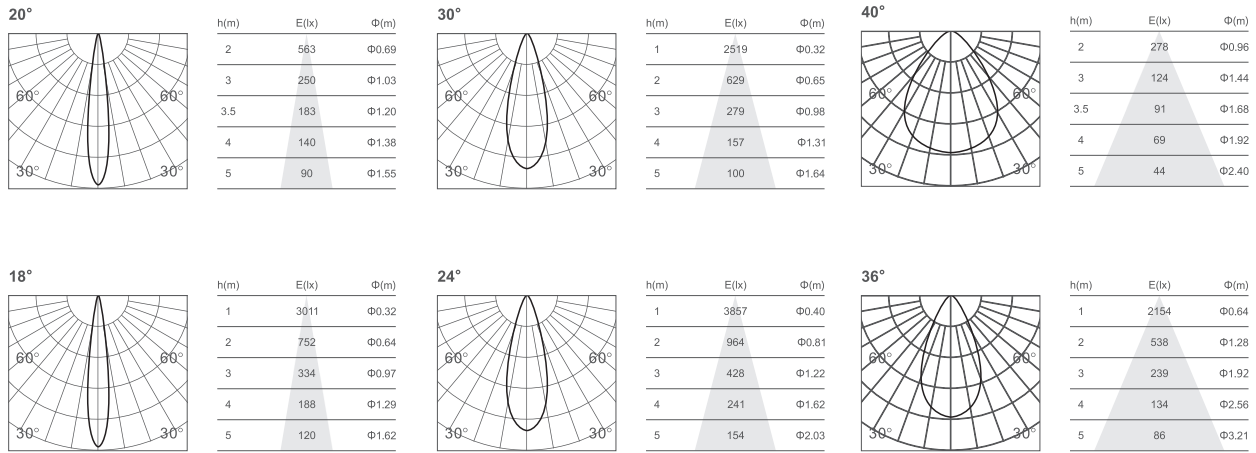 20°
h(m) E(lx) Φ(m)
2 563 Φ0.69
3 250 Φ1.03
3.5 183 Φ1.20
4 140 Φ1.38
5 90 Φ1.55
60° 60°
30° 30°
30°
h(m) E(lx) Φ(m)
1 2519 Φ0.32
2 629 Φ0.65
3 279 Φ0.98
4 157 Φ1.31
5 100 Φ1.64
60° 60°
30° 30°
40°
h(m) E(lx) Φ(m)
2 278 Φ0.96
3 124 Φ1.44
3.5 91 Φ1.68
4 69 Φ1.92
5 44 Φ2.40
60° 60°
30° 30°
18°
h(m) E(lx) Φ(m)
1 3011 Φ0.32
2 752 Φ0.64
3 334 Φ0.97
4 188 Φ1.29
5 120 Φ1.62
60° 60°
30° 30°
24°
h(m) E(lx) Φ(m)
1 3857 Φ0.40
2 964 Φ0.81
3 428 Φ1.22
4 241 Φ1.62
5 154 Φ2.03
60° 60°
30° 30°
36°
h(m) E(lx) Φ(m)
1 2154 Φ0.64
2 538 Φ1.28
3 239 Φ1.92
4 134 Φ2.56
5 86 Φ3.21
60° 60°
30° 30°